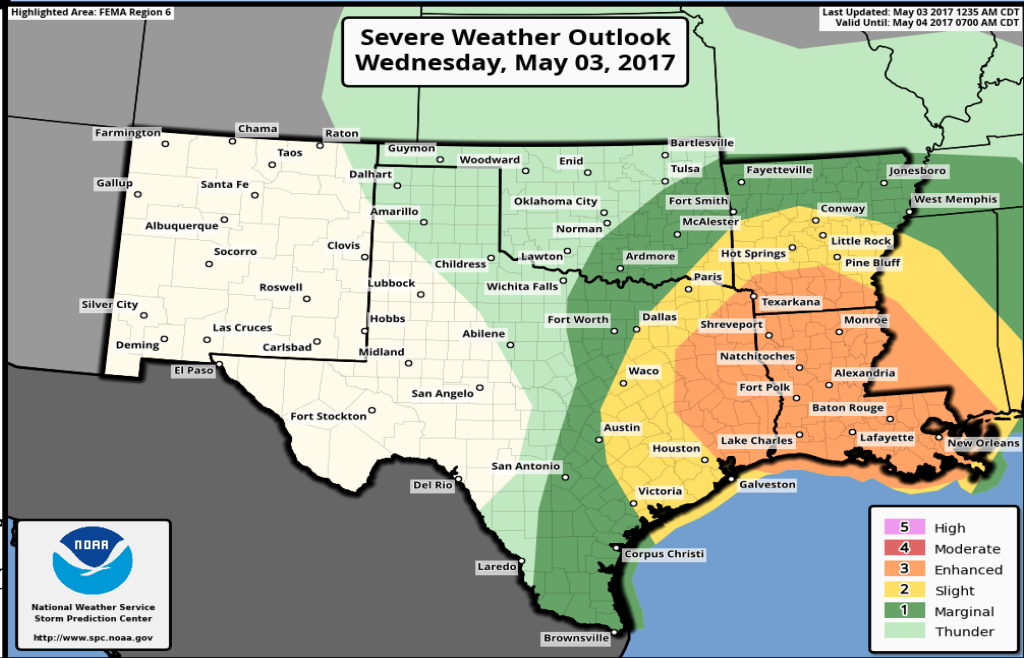 Highlighted Area: FEMA Region 6
Last Updated: May 03 2017 1235 AM CDT
Valid Until: May 04 2017 0700 AM CDT
Severe Weather Outlook
Wednesday, May 03, 2017
Farmington
Chama
Raton
Taos
Guymon
Woodward
Enid
Bartlesville
Tulsa
Fayetteville
Jonesboro
Gallup
Santa Fe
Dalhart
Oklahoma City
Fort Smith
West Memphis
Albuquerque
Amarillo
Norman
McAlester
Conway
Socorro
Clovis
Childress
Lawton
Ardmore
Hot Springs
Little Rock
Pine Bluff
Roswell
Lubbock
Wichita Falls
Paris
Texarkana
Silver City
Las Cruces
Hobbs
Abilene
Fort Worth
Dallas
Shreveport
Monroe
Deming
Carlsbad
Midland
Natchitoches
El Paso
San Angelo
Waco
Fort Polk
Alexandria
Fort Stockton
Austin
Baton Rouge
Houston
Lake Charles
Lafayette
New Orleans
San Antonio
Del Rio
Victoria
Galveston
Laredo
Corpus Christi
Brownsville
NOAA
National Weather Service
Storm Prediction Center
http://www.spc.noaa.gov
5 High
4 Moderate
3 Enhanced
2 Slight
1 Marginal
Thunder